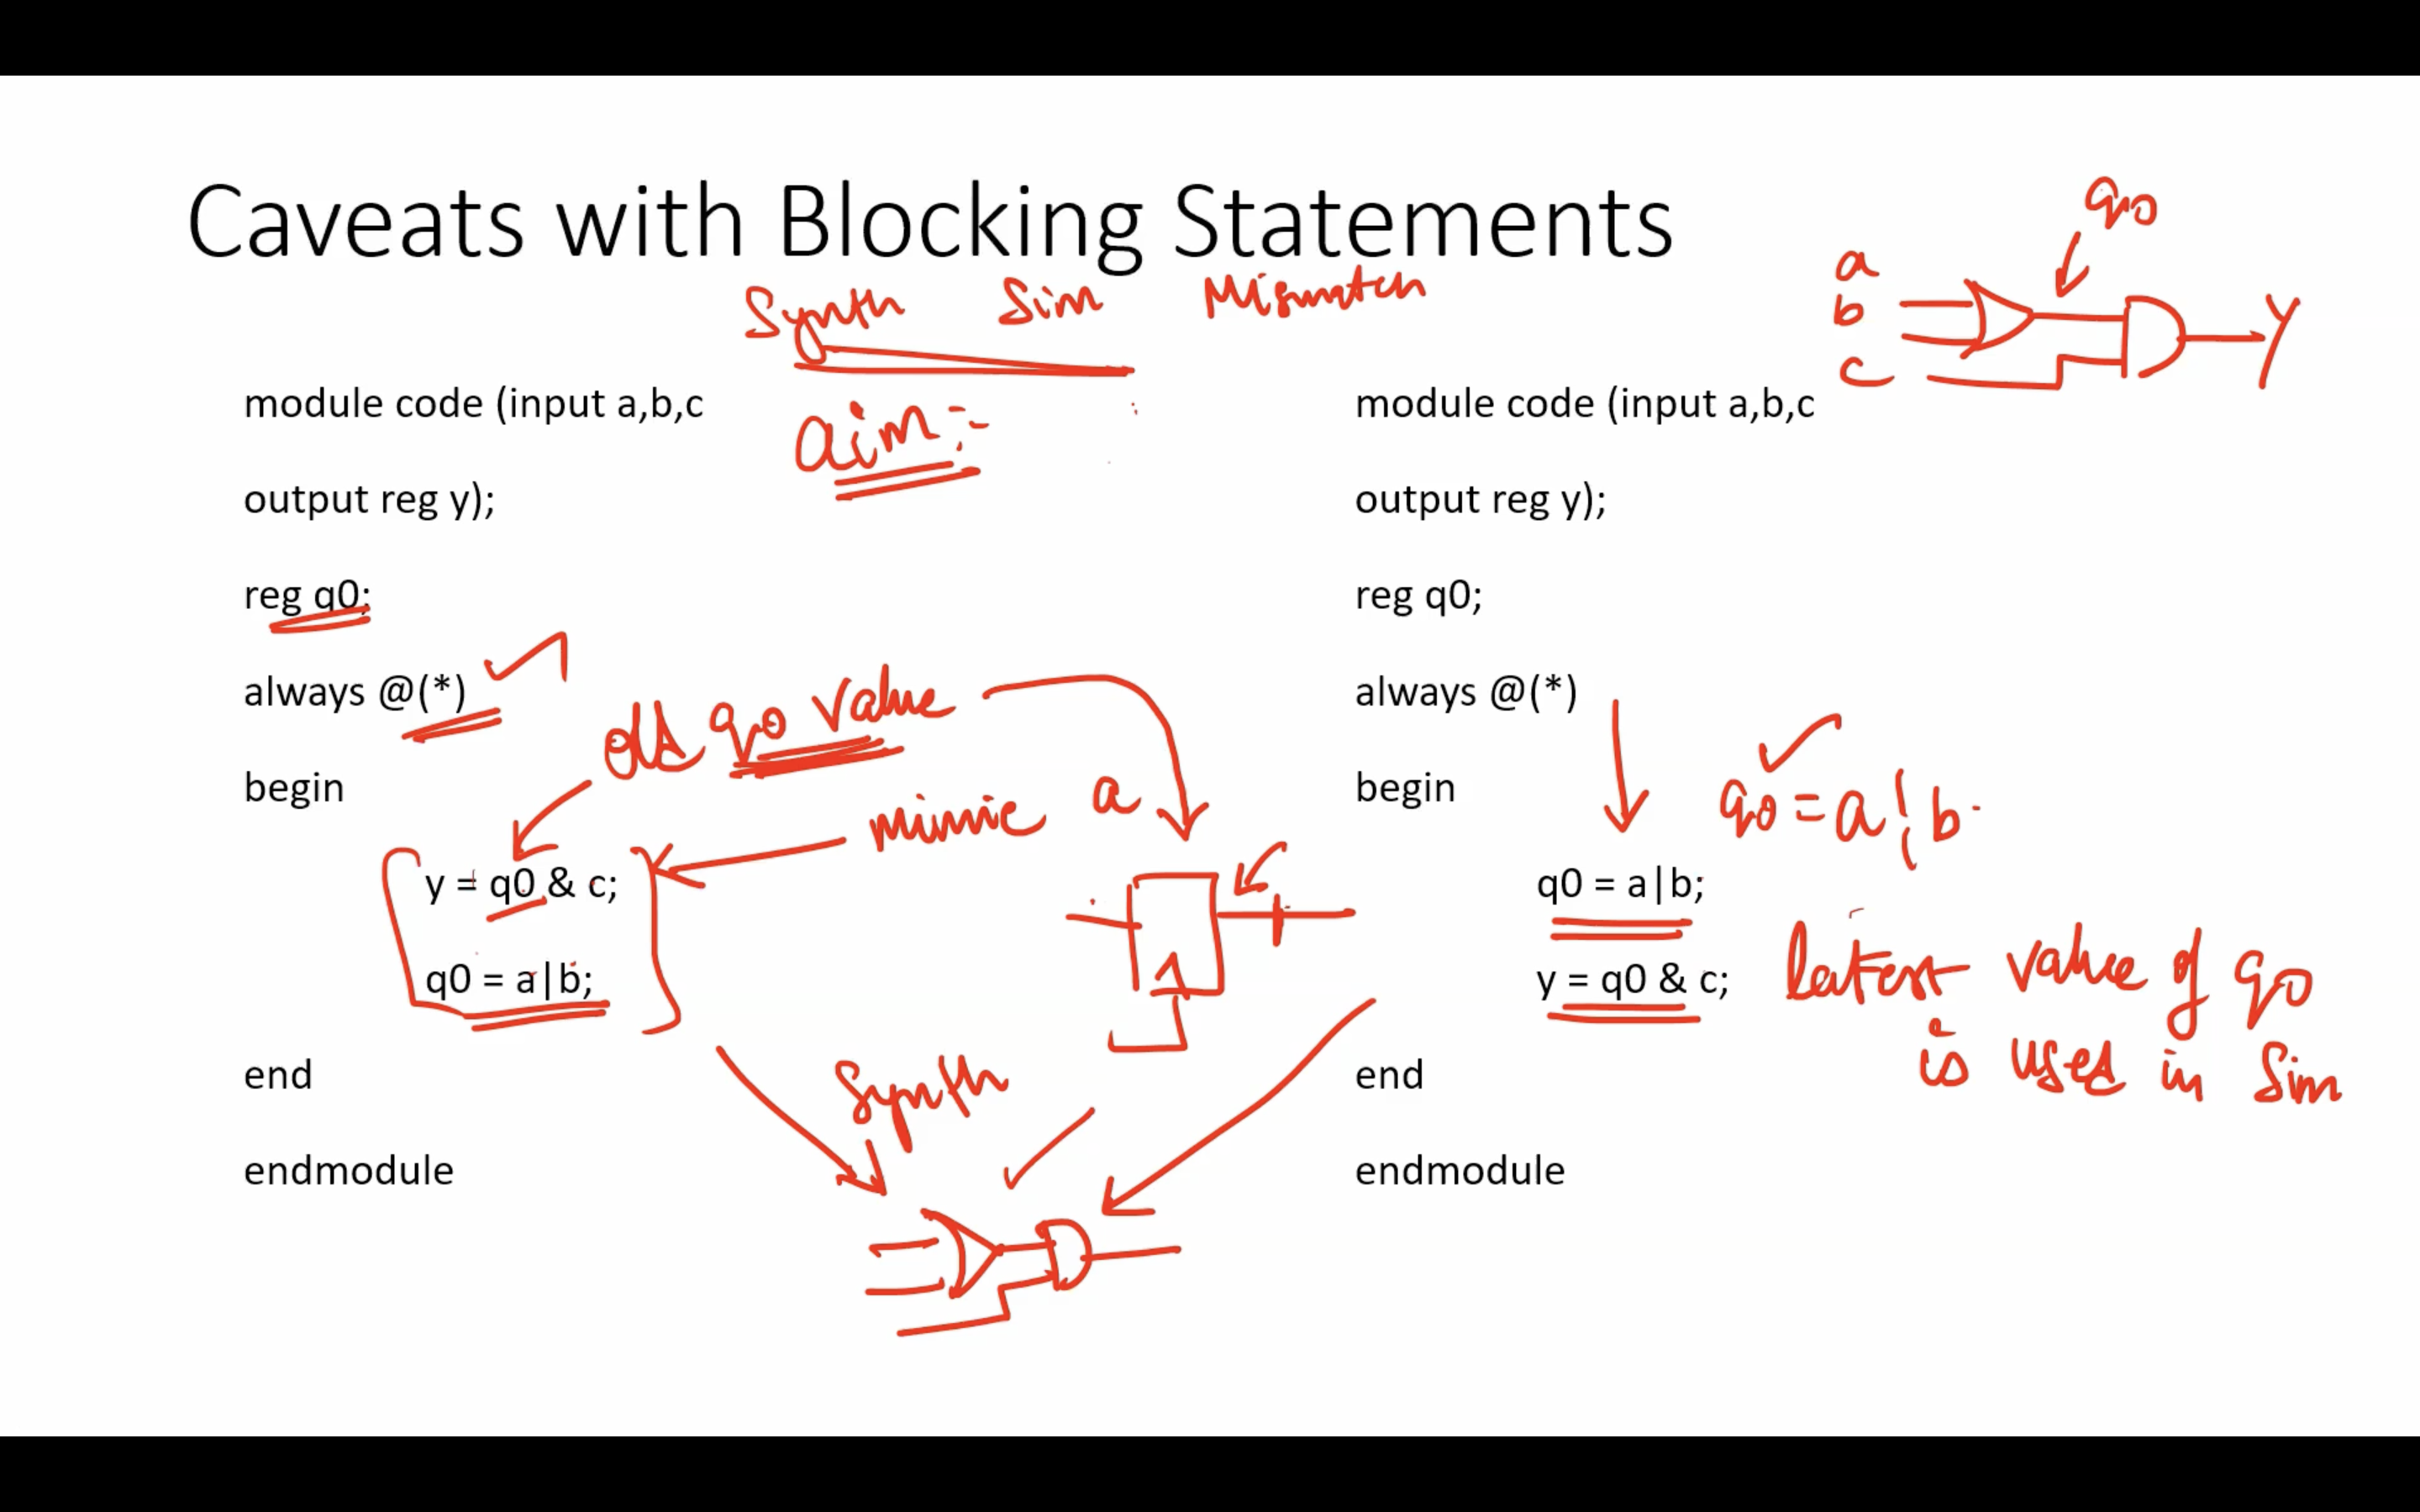 Caveats with Blocking Statements
Synth Sim Mismatch
aim:-
module code (input a,b,c
output reg y);
reg q0;
always @(*)
begin
old q0 value
mimic a
y = q0 & c;
q0 = a|b;
end
endmodule
Synth
q0
a
b
c
y
module code (input a,b,c
output reg y);
reg q0;
always @(*)
begin
q0 = a|b.
q0 = a|b;
y = q0 & c;
latest value of q0
is used in Sim
end
endmodule